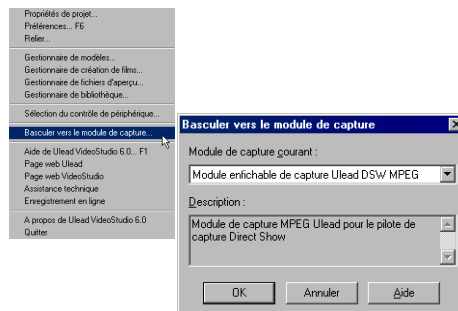 Propriétés de projet...
Préférences... F6
Relier...
Gestionnaire de modèles...
Gestionnaire de création de films...
Gestionnaire de fichiers d'aperçu...
Gestionnaire de bibliothèque...
Sélection du contrôle de périphérique...
Basculer vers le module de capture...
Aide de Ulead VideoStudio 6.0... F1
Page web Ulead
Page web VideoStudio
Assistance technique
Enregistrement en ligne
A propos de Ulead VideoStudio 6.0
Quitter
Basculer vers le module de capture
Module de capture courant :
Module enfichable de capture Ulead DSW MPEG
Description :
Module de capture MPEG Ulead pour le pilote de
capture Direct Show
OK Annuler Aide